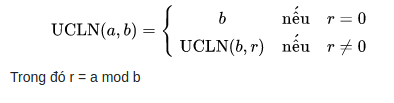 UCLN(a, b) = { b nếu r = 0
UCLN(b, r) nếu r ≠ 0
Trong đó r = a mod b